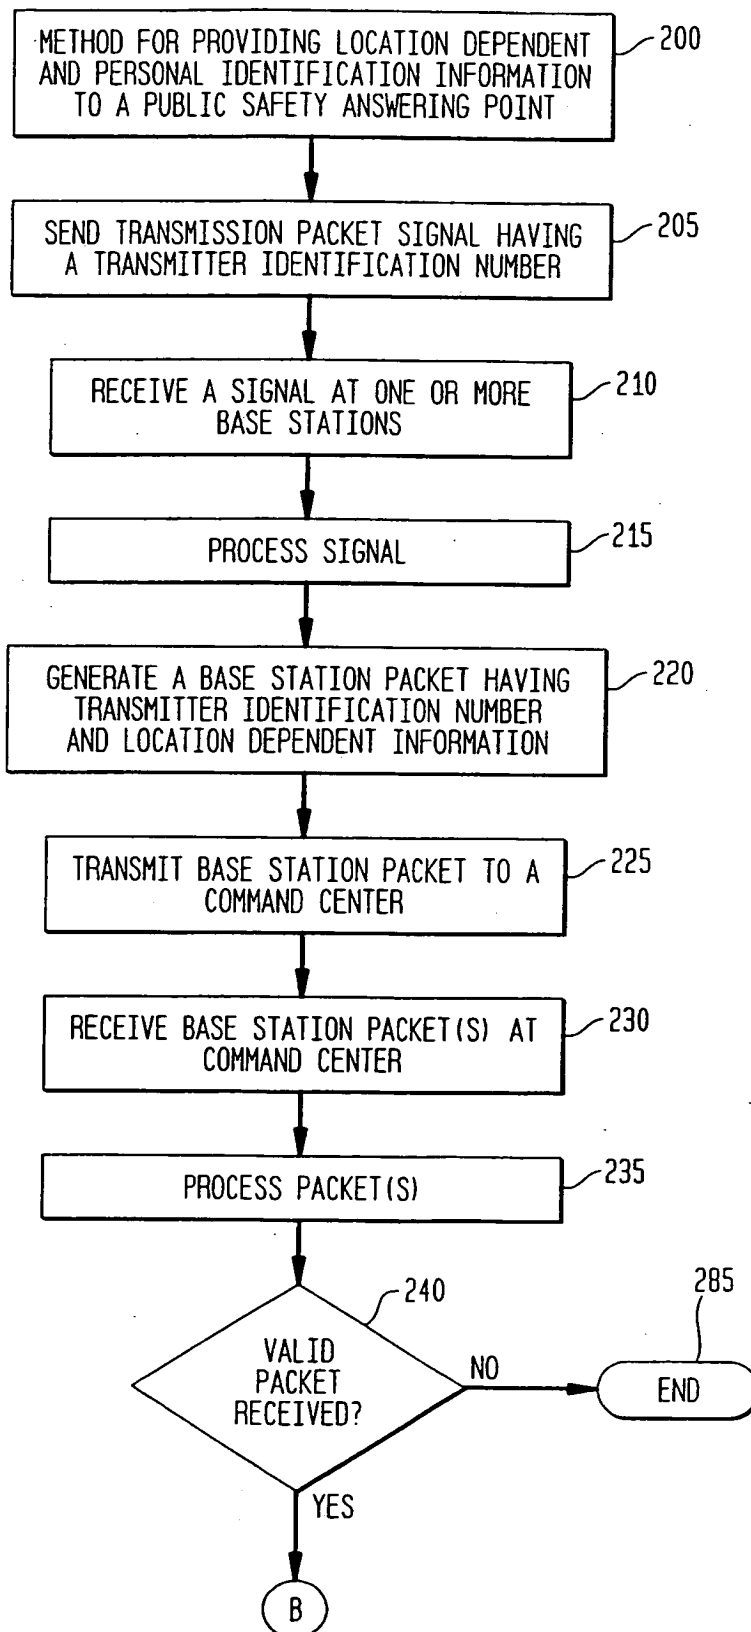 METHOD FOR PROVIDING LOCATION DEPENDENT
AND PERSONAL IDENTIFICATION INFORMATION
TO A PUBLIC SAFETY ANSWERING POINT
200
SEND TRANSMISSION PACKET SIGNAL HAVING
A TRANSMITTER IDENTIFICATION NUMBER
205
RECEIVE A SIGNAL AT ONE OR MORE
BASE STATIONS
210
PROCESS SIGNAL
215
GENERATE A BASE STATION PACKET HAVING
TRANSMITTER IDENTIFICATION NUMBER
AND LOCATION DEPENDENT INFORMATION
220
TRANSMIT BASE STATION PACKET TO A
COMMAND CENTER
225
RECEIVE BASE STATION PACKET(S) AT
COMMAND CENTER
230
PROCESS PACKET(S)
235
VALID
PACKET
RECEIVED?
240
NO
END
285
YES
B